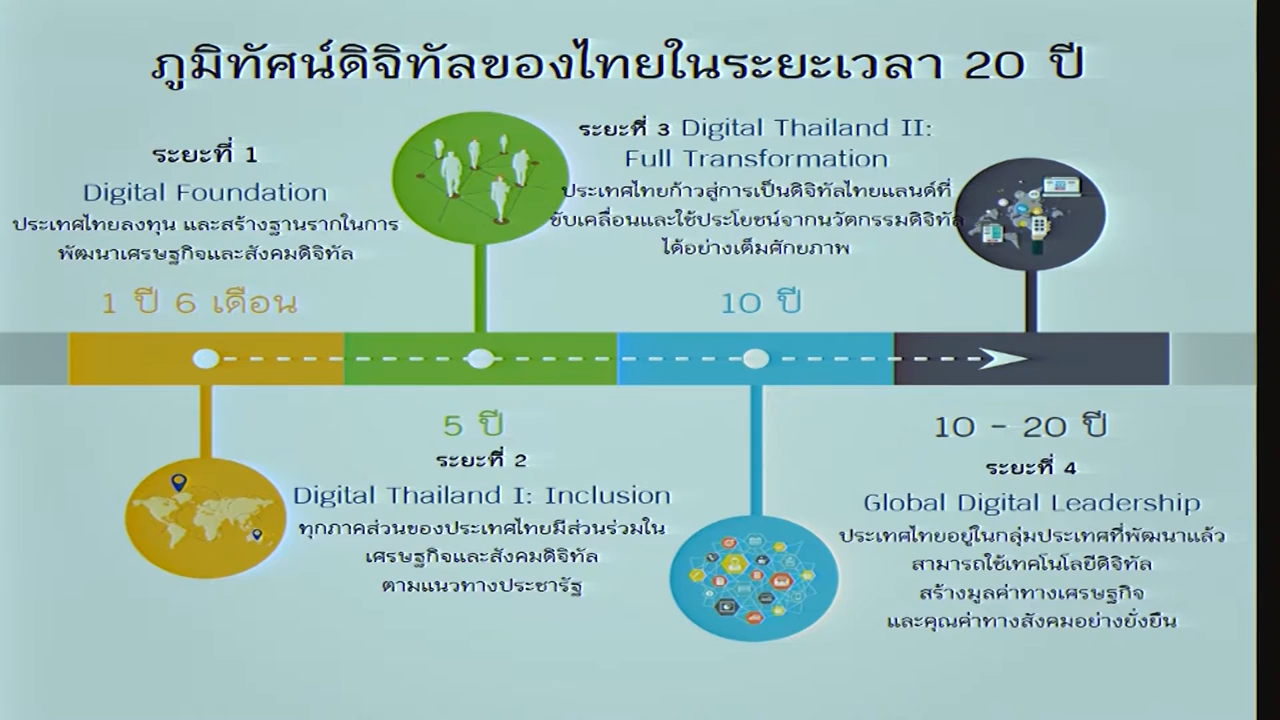 ภูมิทัศน์ดิจิทัลของไทยในระยะเวลา 20 ปี
ระยะที่ 1
Digital Foundation
ประเทศไทยลงทุน และสร้างฐานรากในการ
พัฒนาเศรษฐกิจและสังคมดิจิทัล
1 ปี 6 เดือน
5 ปี
ระยะที่ 2
Digital Thailand I: Inclusion
ทุกภาคส่วนของประเทศไทยมีส่วนร่วมใน
เศรษฐกิจและสังคมดิจิทัล
ตามแนวทางประชารัฐ
ระยะที่ 3 Digital Thailand II:
Full Transformation
ประเทศไทยก้าวสู่การเป็นดิจิทัลไทยแลนด์ที่
ขับเคลื่อนและใช้ประโยชน์จากนวัตกรรมดิจิทัล
ได้อย่างเต็มศักยภาพ
10 ปี
10 - 20 ปี
ระยะที่ 4
Global Digital Leadership
ประเทศไทยอยู่ในกลุ่มประเทศที่พัฒนาแล้ว
สามารถใช้เทคโนโลยีดิจิทัล
สร้างมูลค่าทางเศรษฐกิจ
และคุณค่าทางสังคมอย่างยั่งยืน